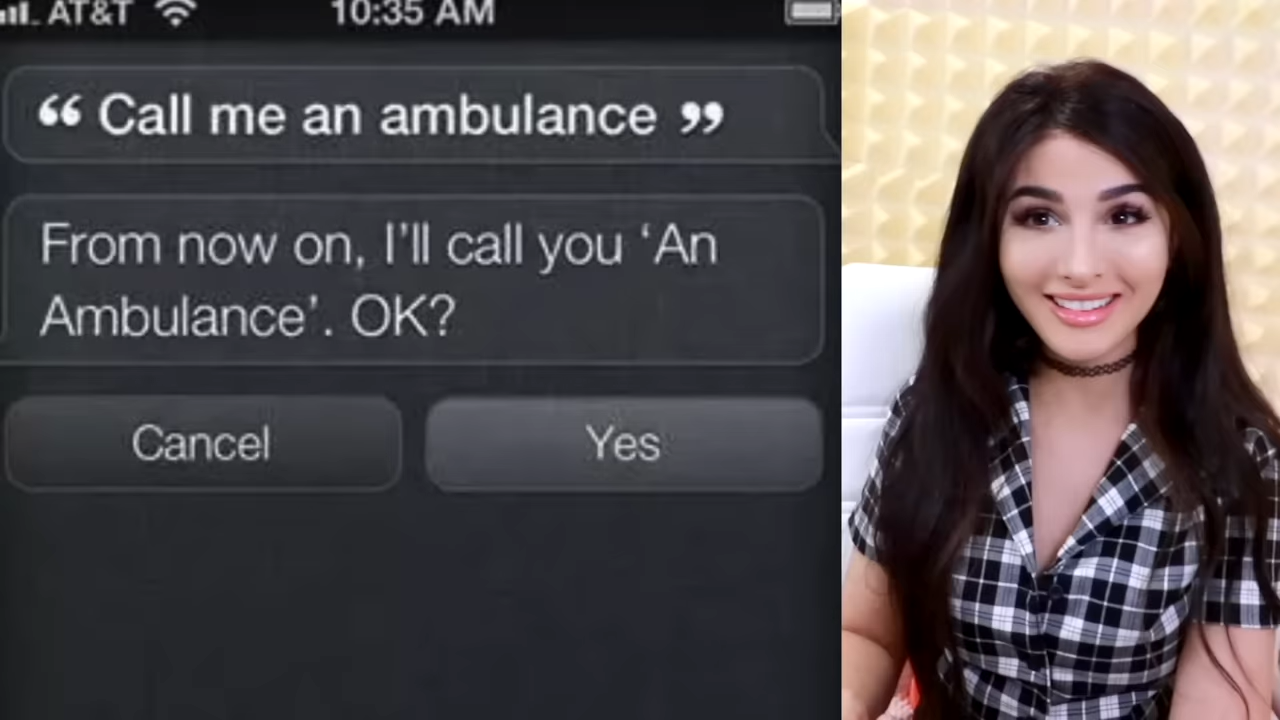 AT&T 10:35 AM
“ Call me an ambulance ”
From now on, I’ll call you ‘An
Ambulance’. OK?
Cancel Yes